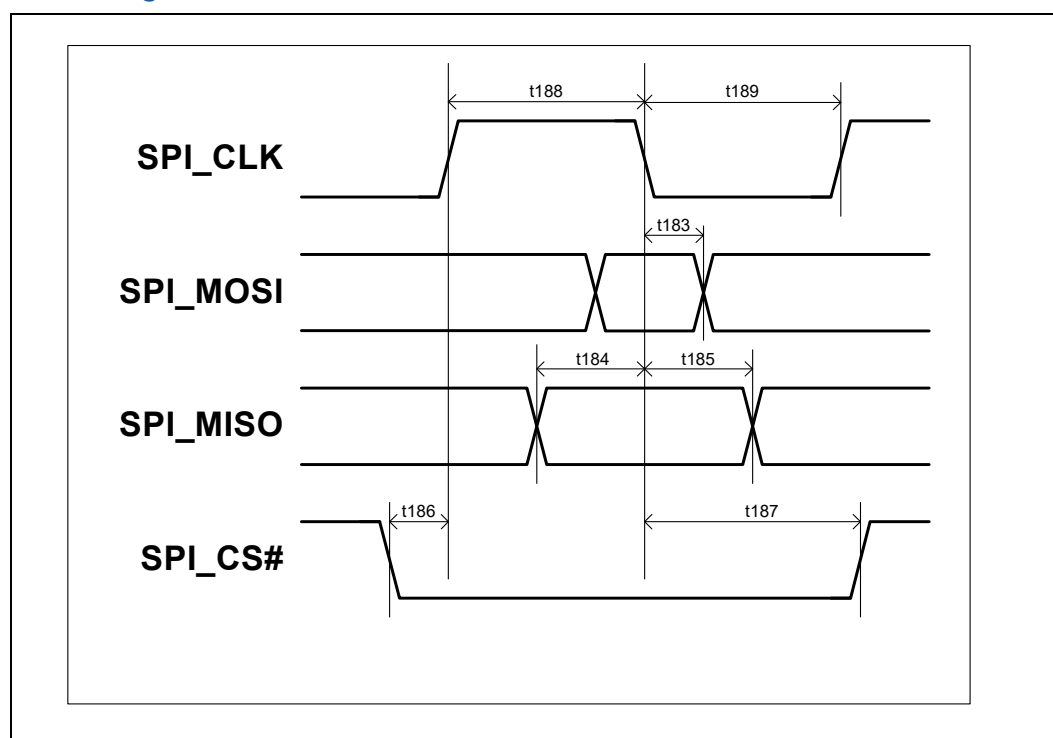 t188
t189
SPI_CLK
t183
SPI_MOSI
t184
t185
SPI_MISO
t186
t187
SPI_CS#